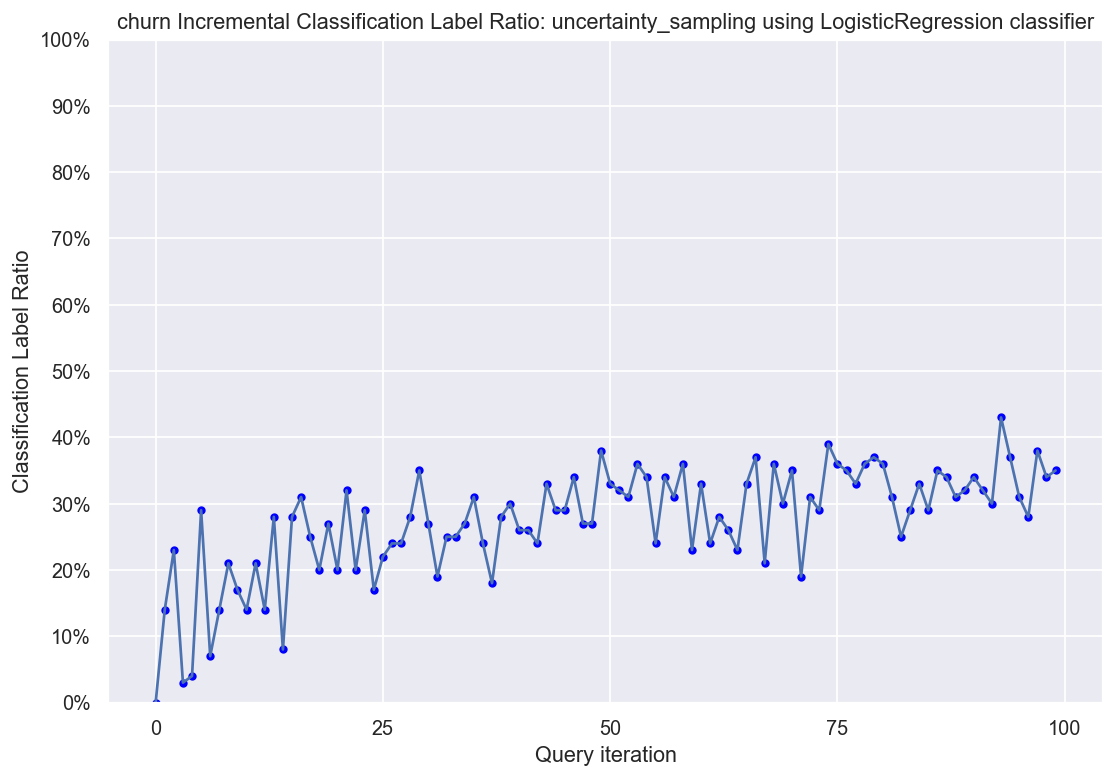 churn Incremental Classification Label Ratio: uncertainty_sampling using LogisticRegression classifier
100%
90%
80%
70%
60%
50%
40%
30%
20%
10%
0%
Classification Label Ratio
0 25 50 75 100
Query iteration